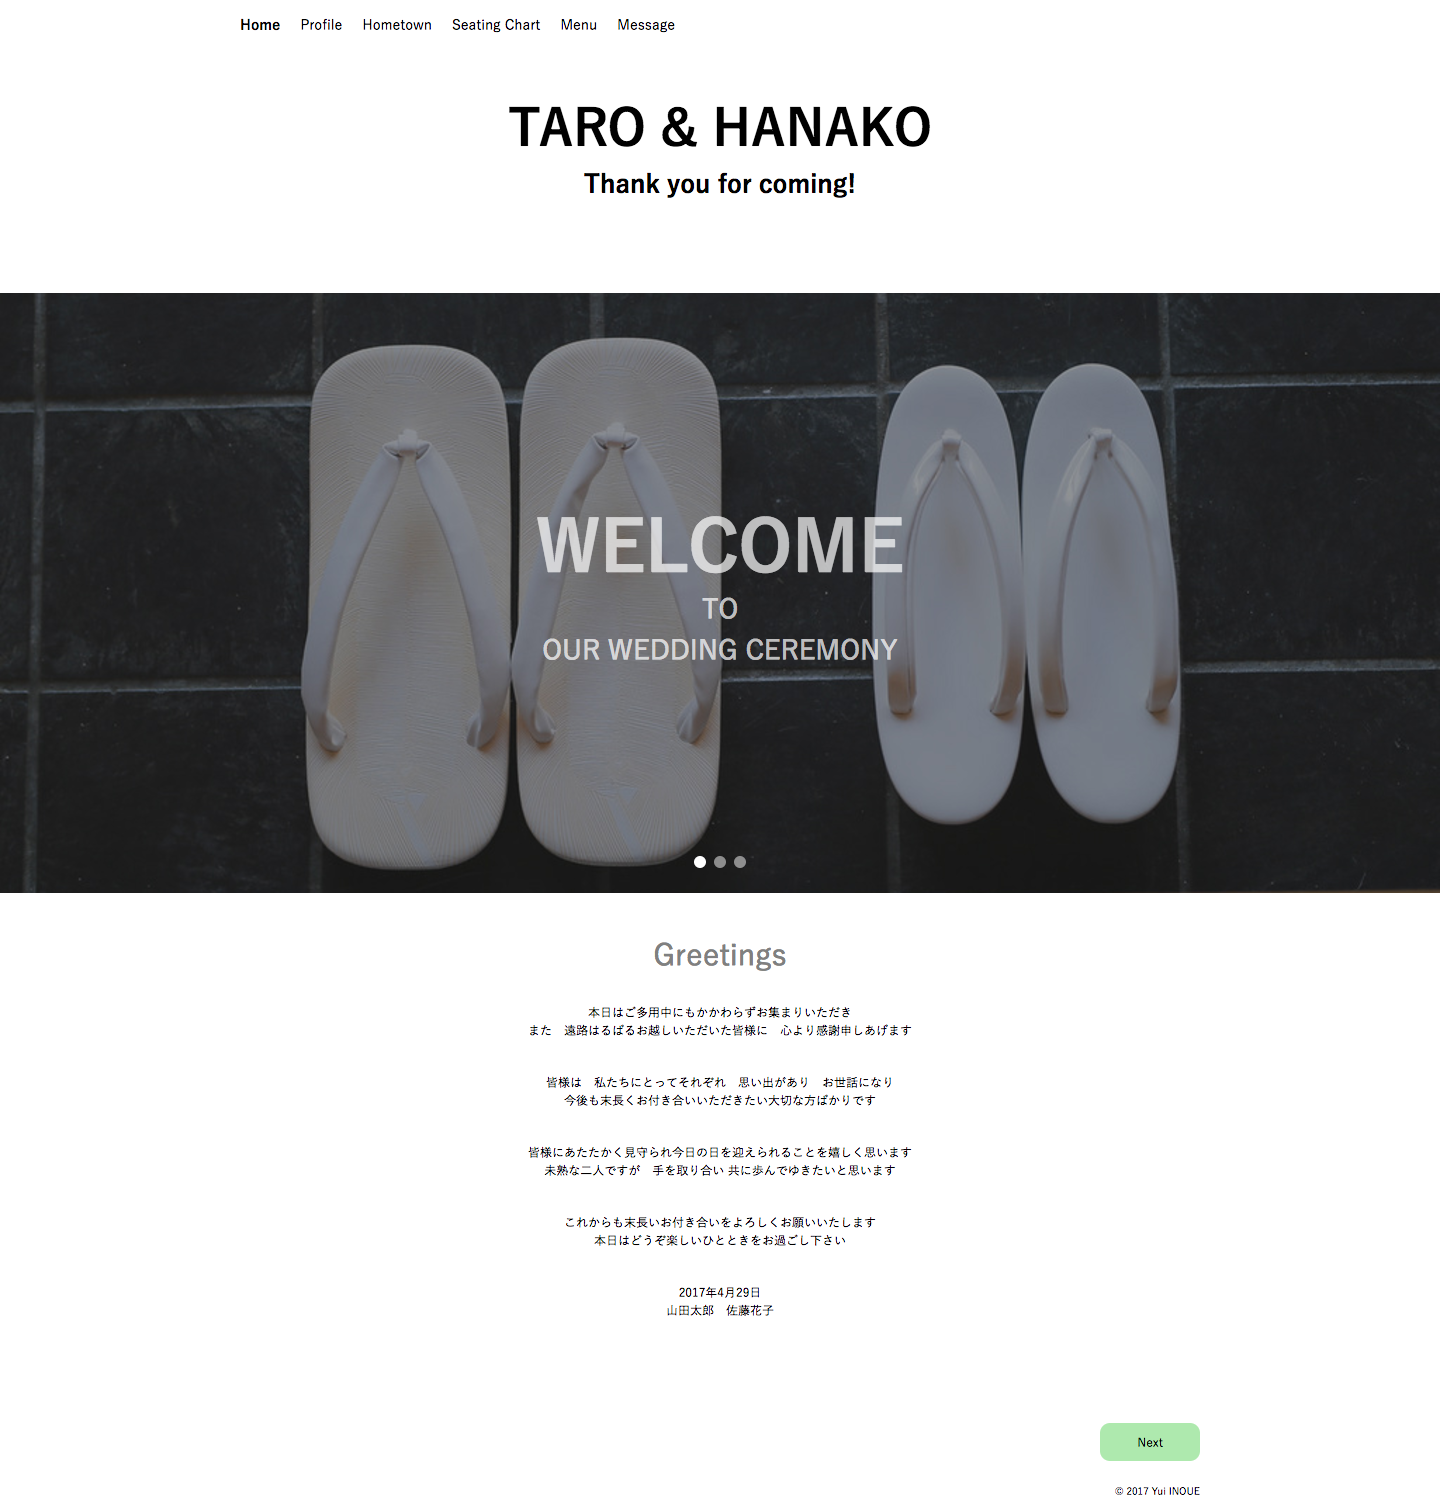 Home Profile Hometown Seating Chart Menu Message
TARO & HANAKO
Thank you for coming!
WELCOME
TO
OUR WEDDING CEREMONY
Greetings
本日はご多用中にもかかわらずお集まりいただき
また　遠路はるばるお越しいただいた皆様に　心より感謝申しあげます
皆様は　私たちにとってそれぞれ　思い出があり　お世話になり
今後も末長くお付き合いいただきたい大切な方ばかりです
皆様にあたたかく見守られ今日の日を迎えられることを嬉しく思います
未熟な二人ですが　手を取り合い 共に歩んでゆきたいと思います
これからも末長いお付き合いをよろしくお願いいたします
本日はどうぞ楽しいひとときをお過ごし下さい
2017年4月29日
山田太郎　佐藤花子
Next
© 2017 Yui INOUE